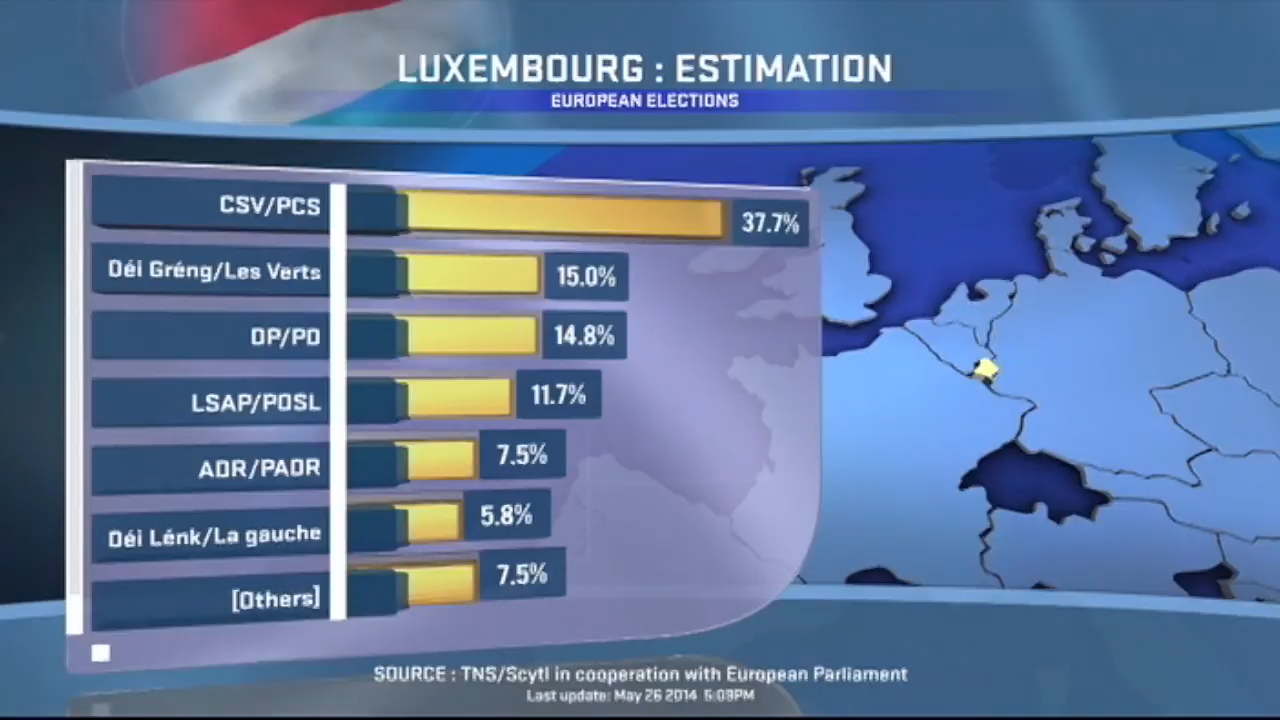 LUXEMBOURG : ESTIMATION
EUROPEAN ELECTIONS
CSV/PCS 37.7%
Déi Gréng/Les Verts 15.0%
DP/PD 14.8%
LSAP/POSL 11.7%
ADR/PADR 7.5%
Déi Lénk/La gauche 5.8%
[Others] 7.5%
SOURCE : TNS/Scytl in cooperation with European Parliament
Last update: May 26 2014 5:09PM